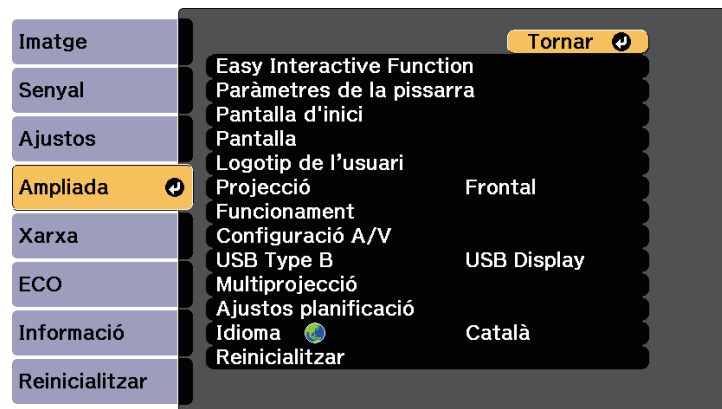 Imatge
Senyal
Ajustos
Ampliada
Xarxa
ECO
Informació
Reinicialitzar
Tornar
Easy Interactive Function
Paràmetres de la pissarra
Pantalla d'inici
Pantalla
Logotip de l’usuari
Projecció Frontal
Funcionament
Configuració A/V
USB Type B USB Display
Multiprojecció
Ajustos planificació
Idioma Català
Reinicialitzar